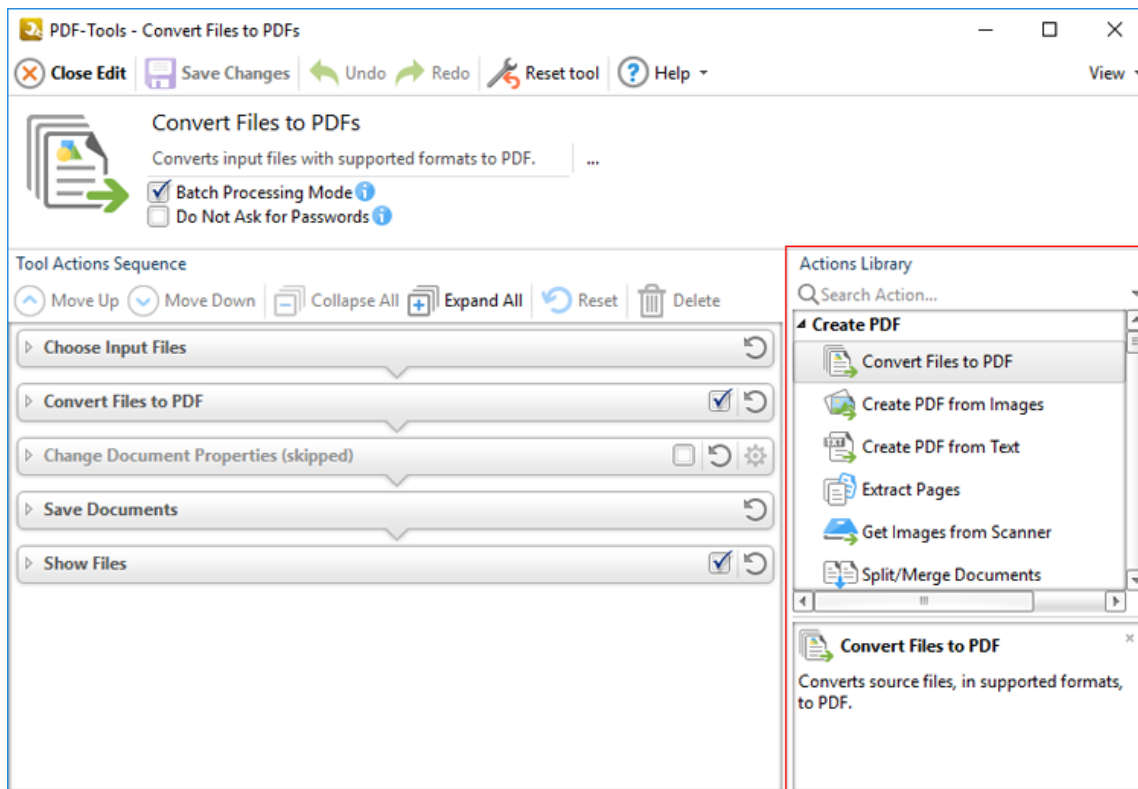 PDF-Tools - Convert Files to PDFs
Close Edit Save Changes Undo Redo Reset tool Help View
Convert Files to PDFs
Converts input files with supported formats to PDF. ...
Batch Processing Mode
Do Not Ask for Passwords
Tool Actions Sequence
Move Up Move Down Collapse All Expand All Reset Delete
Choose Input Files
Convert Files to PDF
Change Document Properties (skipped)
Save Documents
Show Files
Actions Library
Search Action...
Create PDF
Convert Files to PDF
Create PDF from Images
Create PDF from Text
Extract Pages
Get Images from Scanner
Split/Merge Documents
Convert Files to PDF
Converts source files, in supported formats,
to PDF.